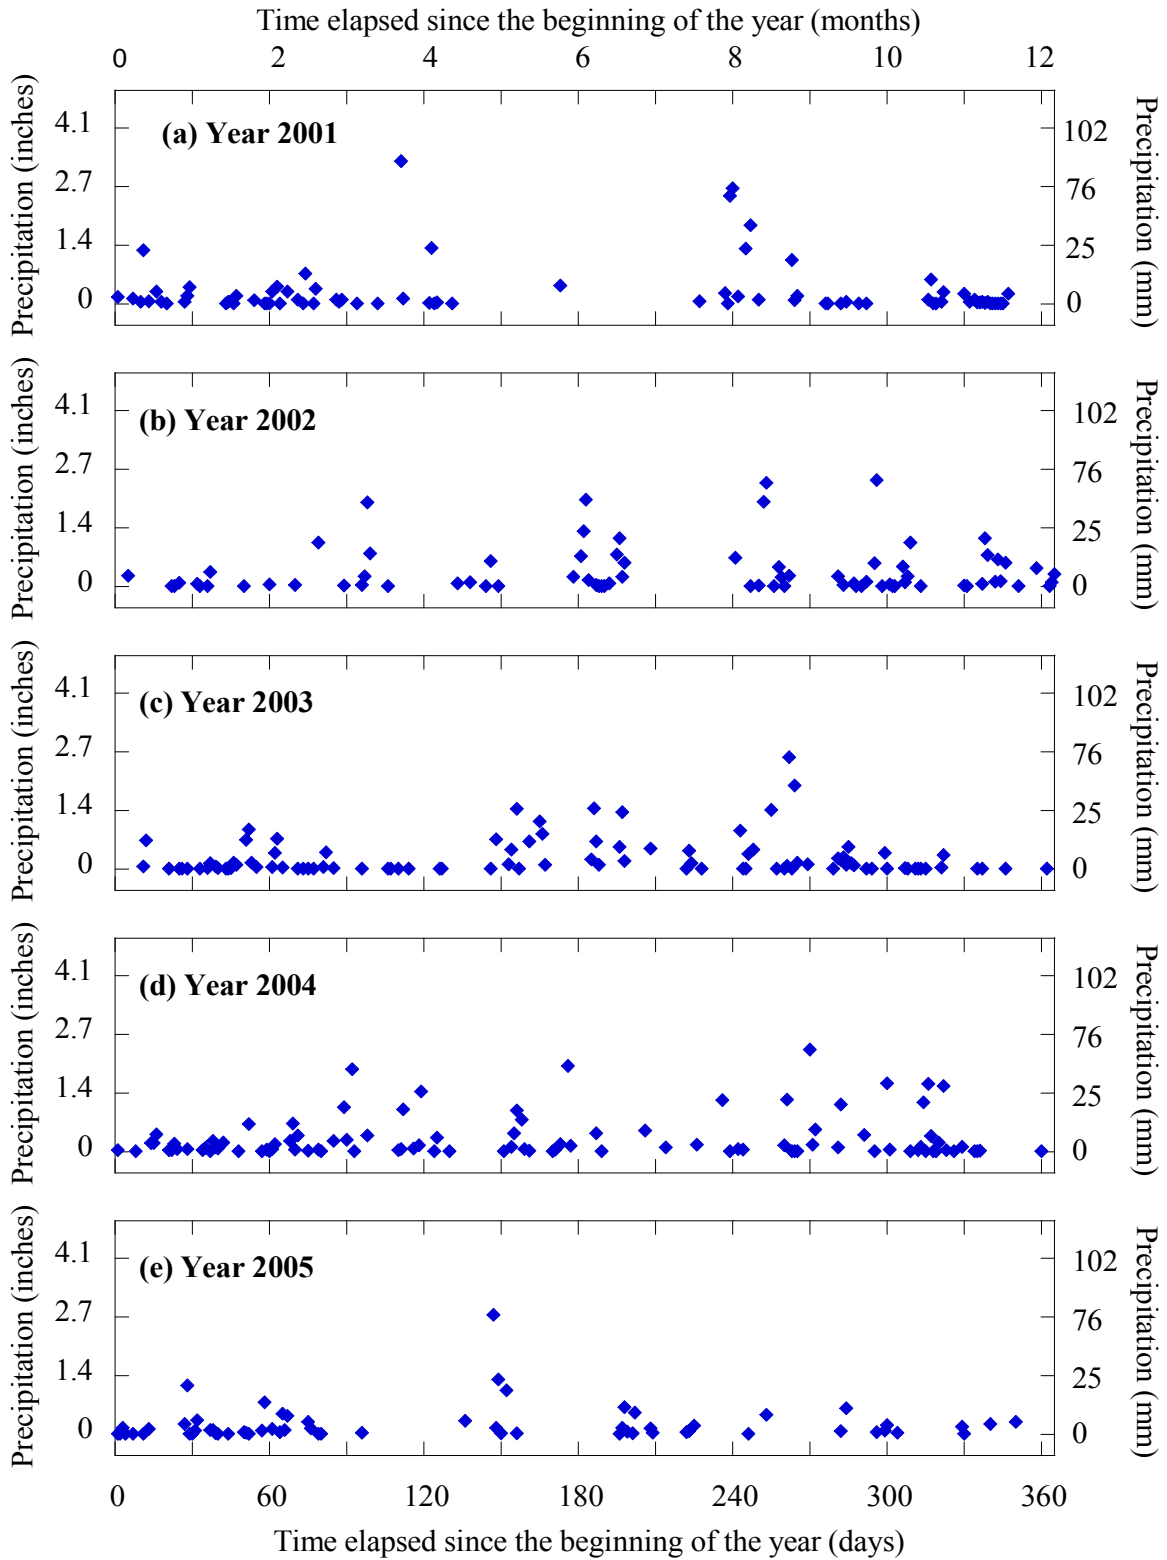 Time elapsed since the beginning of the year (months)
0 2 4 6 8 10 12
Precipitation (inches)
4.1
2.7
1.4
0
(a) Year 2001
102
76
25
0
Precipitation (mm)
Precipitation (inches)
4.1
2.7
1.4
0
(b) Year 2002
102
76
25
0
Precipitation (mm)
Precipitation (inches)
4.1
2.7
1.4
0
(c) Year 2003
102
76
25
0
Precipitation (mm)
Precipitation (inches)
4.1
2.7
1.4
0
(d) Year 2004
102
76
25
0
Precipitation (mm)
Precipitation (inches)
4.1
2.7
1.4
0
(e) Year 2005
102
76
25
0
Precipitation (mm)
0 60 120 180 240 300 360
Time elapsed since the beginning of the year (days)